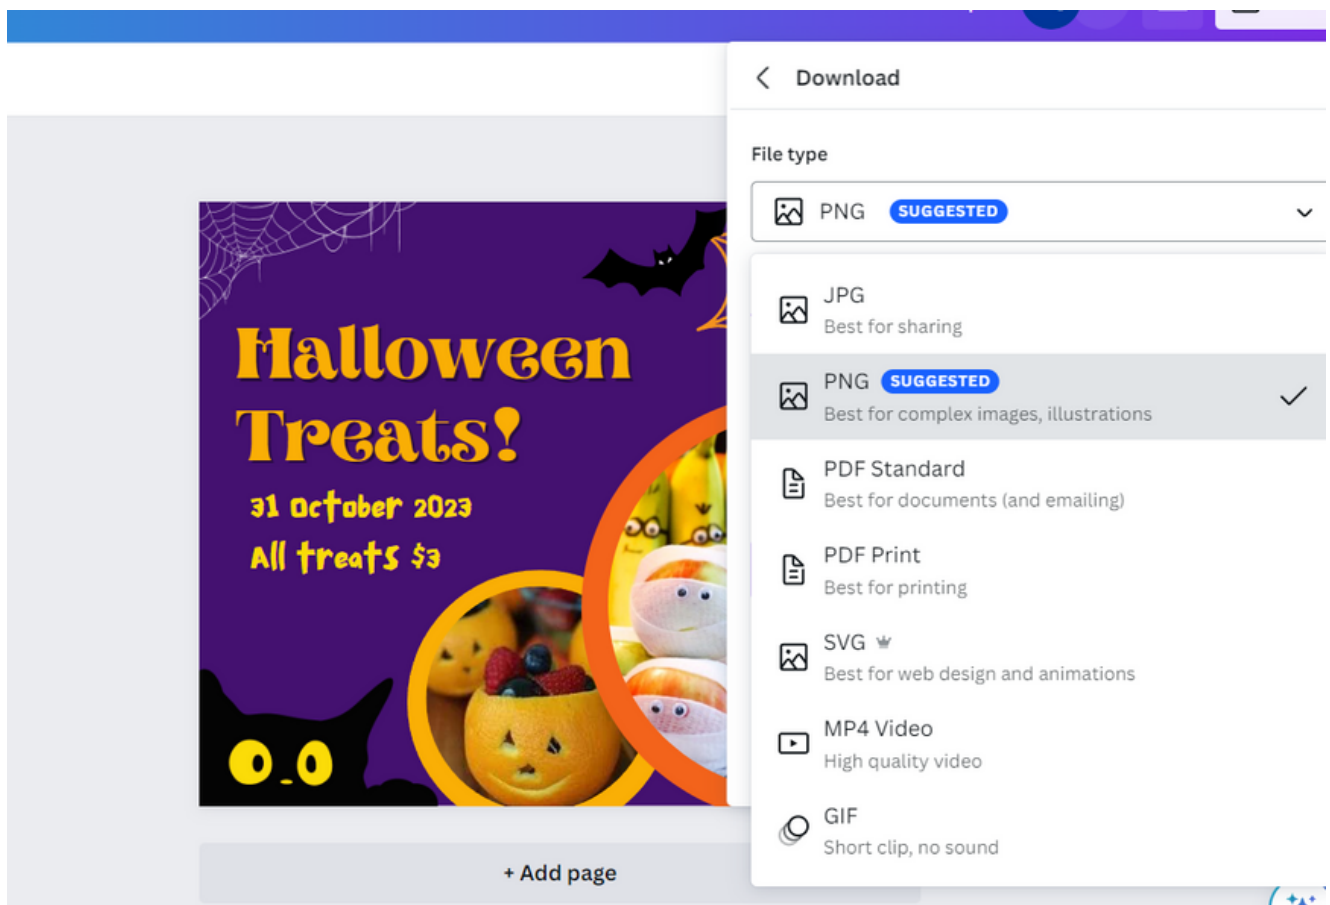 Download
File type
PNG SUGGESTED
JPG
Best for sharing
PNG SUGGESTED
Best for complex images, illustrations
PDF Standard
Best for documents (and emailing)
PDF Print
Best for printing
SVG
Best for web design and animations
MP4 Video
High quality video
GIF
Short clip, no sound
Halloween
Treats!
31 October 2023
All treats $3
+ Add page